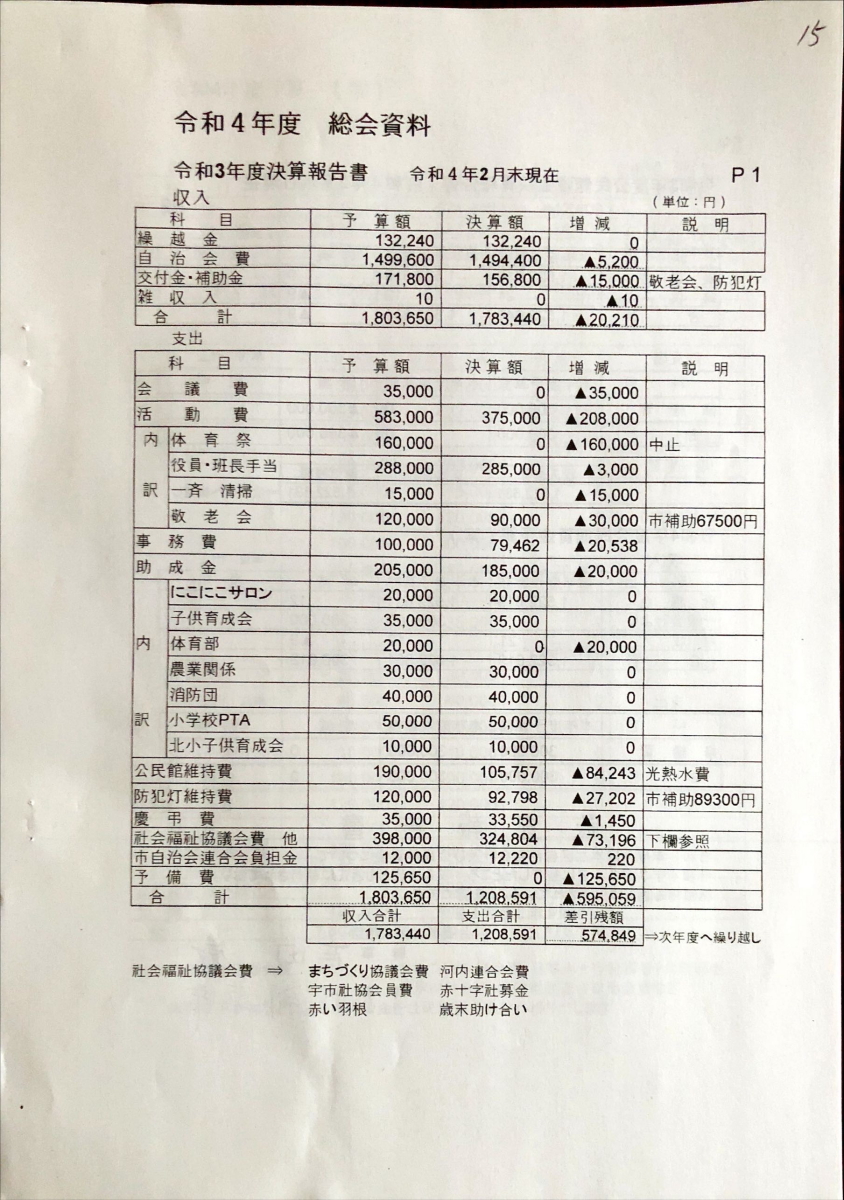 15
令和4年度 総会資料
令和3年度決算報告書 令和4年2月末現在 P1
収入 (単位:円)
科 目 予算額 決算額 増減 説明
繰越金 132,240 132,240 0
自治会費 1,499,600 1,494,400 ▲5,200
交付金・補助金 171,800 156,800 ▲15,000 敬老会、防犯灯
雑収入 10 0 ▲10
合計 1,803,650 1,783,440 ▲20,210
支出
科 目 予算額 決算額 増減 説明
会議費 35,000 0 ▲35,000
活動費 583,000 375,000 ▲208,000
内 体育祭 160,000 0 ▲160,000 中止
役員・班長手当 288,000 285,000 ▲3,000
訳 一斉 清掃 15,000 0 ▲15,000
敬老会 120,000 90,000 ▲30,000 市補助67500円
事務費 100,000 79,462 ▲20,538
助成金 205,000 185,000 ▲20,000
にこにこサロン 20,000 20,000 0
子供育成会 35,000 35,000 0
内 体育部 20,000 0 ▲20,000
農業関係 30,000 30,000 0
消防団 40,000 40,000 0
訳 小学校PTA 50,000 50,000 0
北小子供育成会 10,000 10,000 0
公民館維持費 190,000 105,757 ▲84,243 光熱水費
防犯灯維持費 120,000 92,798 ▲27,202 市補助89300円
慶弔費 35,000 33,550 ▲1,450
社会福祉協議会費 他 398,000 324,804 ▲73,196 下欄参照
市自治会連合会負担金 12,000 12,220 220
予備費 125,650 0 ▲125,650
合計 1,803,650 1,208,591 ▲595,059
収入合計 支出合計 差引残額
1,783,440 1,208,591 574,849 ⇒次年度へ繰り越し
社会福祉協議会費 ⇒ まちづくり協議会費 河内連合会費
宇市社協会員費 赤十字社募金
赤い羽根 歳末助け合い